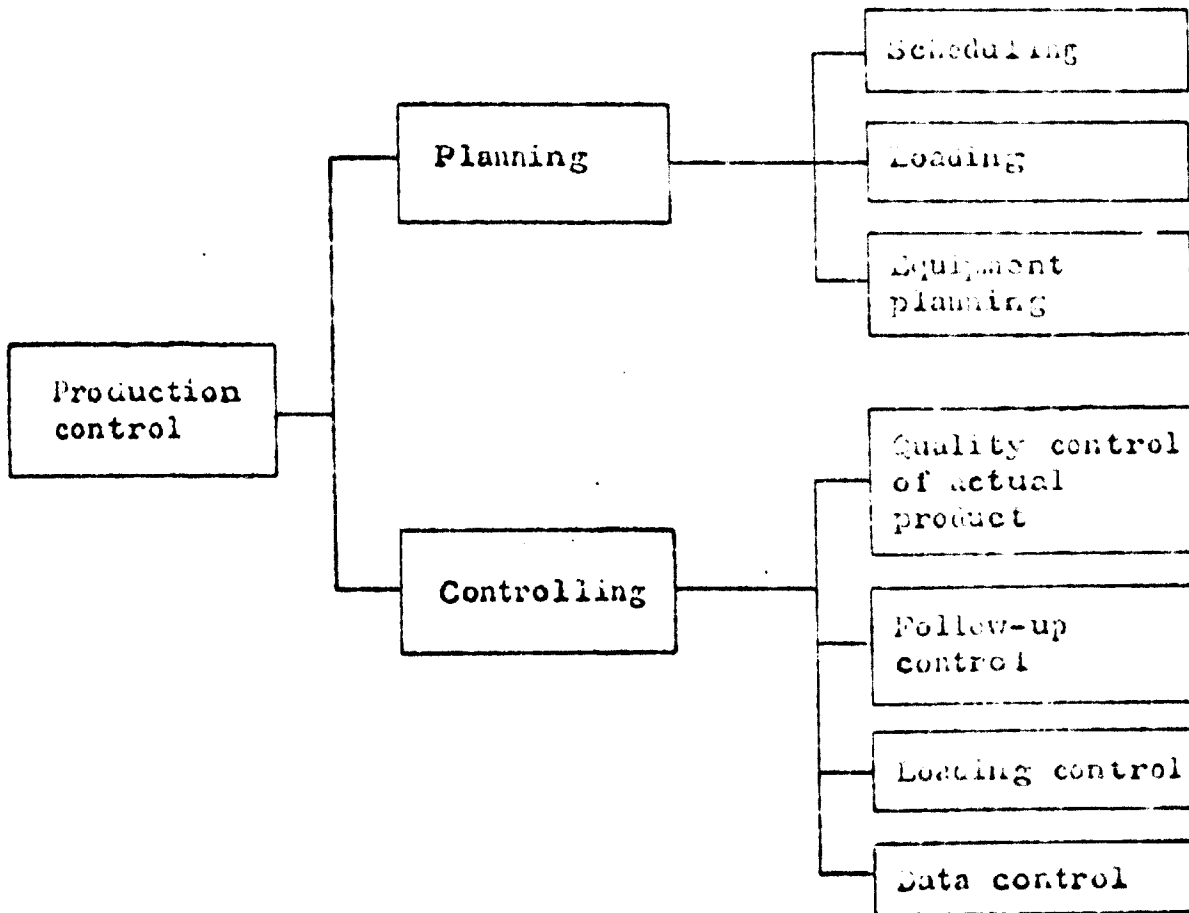 Scheduling
Planning
Loading
Equipment
planning
Production
control
Quality control
of actual
product
Controlling
Follow-up
control
Loading control
Data control